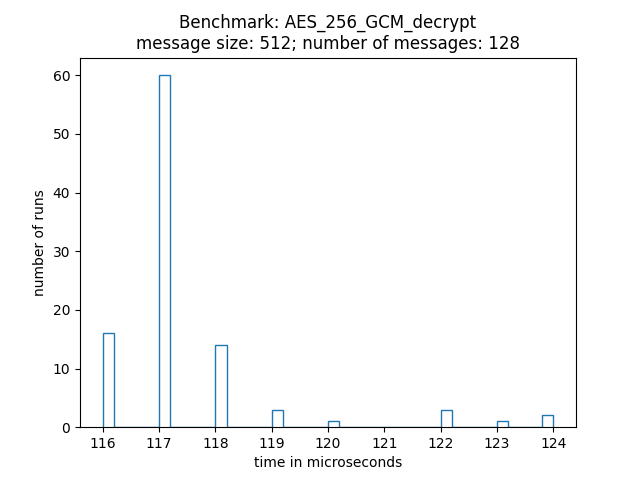 Benchmark: AES_256_GCM_decrypt
message size: 512; number of messages: 128
number of runs
60
50
40
30
20
10
0
116 117 118 119 120 121 122 123 124
time in microseconds